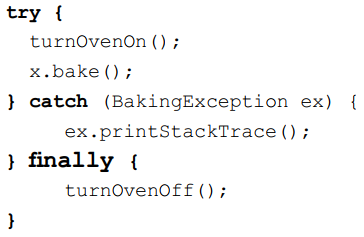 try {
turnOvenOn();
x.bake();
} catch (BakingException ex) {
ex.printStackTrace();
} finally {
turnOvenOff();
}